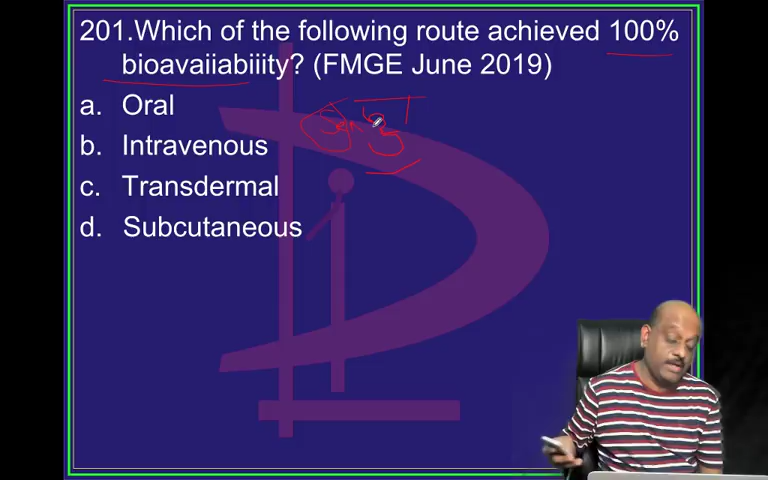 201.Which of the following route achieved 100%
bioavaiiabiiity? (FMGE June 2019)
a. Oral
b. Intravenous
c. Transdermal
d. Subcutaneous